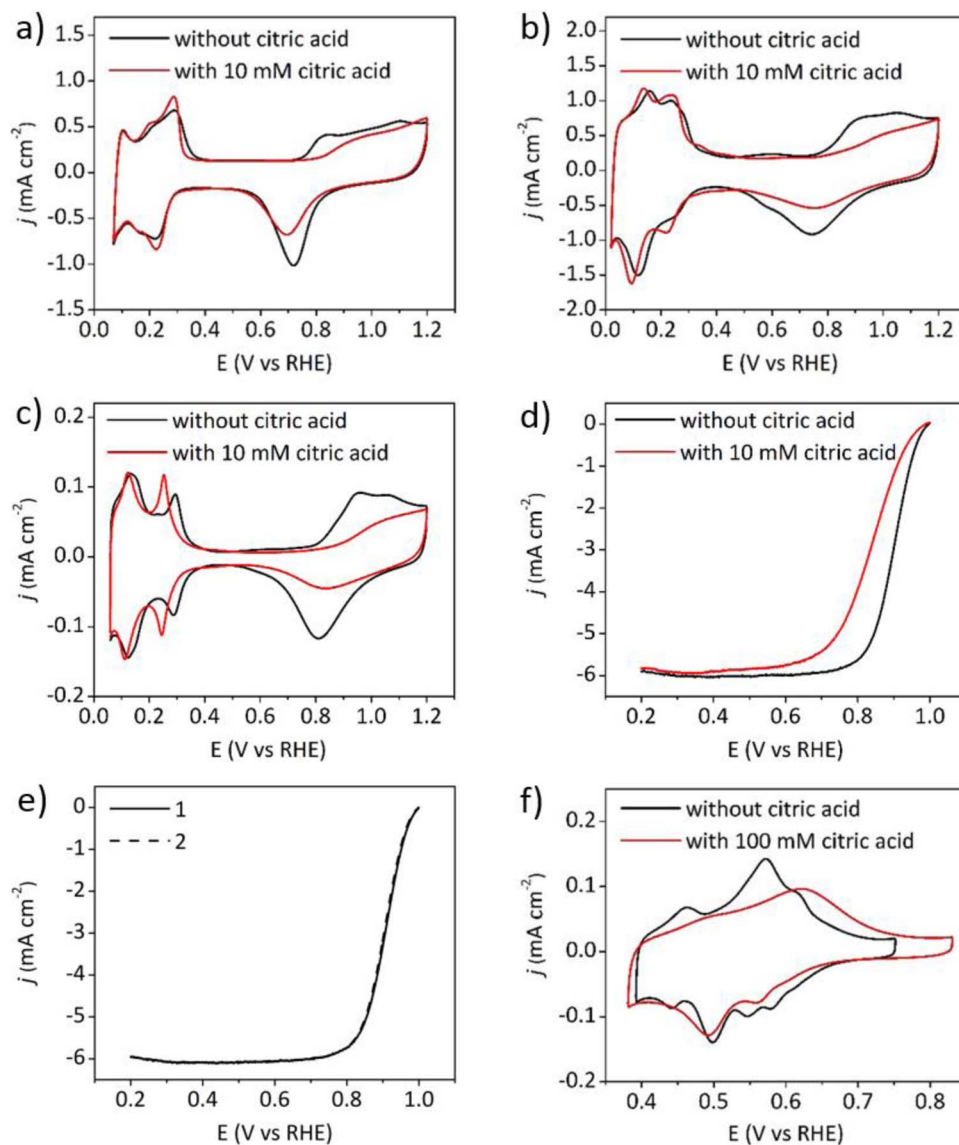 a)
without citric acid
with 10 mM citric acid
1.5
1.0
0.5
0.0
-0.5
-1.0
-1.5
j (mA cm-2)
0.0 0.2 0.4 0.6 0.8 1.0 1.2
E (V vs RHE)
b)
without citric acid
with 10 mM citric acid
2.0
1.5
1.0
0.5
0.0
-0.5
-1.0
-1.5
-2.0
j (mA cm-2)
0.0 0.2 0.4 0.6 0.8 1.0 1.2
E (V vs RHE)
c)
without citric acid
with 10 mM citric acid
0.2
0.1
0.0
-0.1
-0.2
j (mA cm-2)
0.0 0.2 0.4 0.6 0.8 1.0 1.2
E (V vs RHE)
d)
without citric acid
with 10 mM citric acid
0
-1
-2
-3
-4
-5
-6
j (mA cm-2)
0.2 0.4 0.6 0.8 1.0
E (V vs RHE)
e)
1
2
0
-1
-2
-3
-4
-5
-6
j (mA cm-2)
0.2 0.4 0.6 0.8 1.0
E (V vs RHE)
f)
without citric acid
with 100 mM citric acid
0.2
0.1
0.0
-0.1
-0.2
j (mA cm-2)
0.4 0.5 0.6 0.7 0.8
E (V vs RHE)